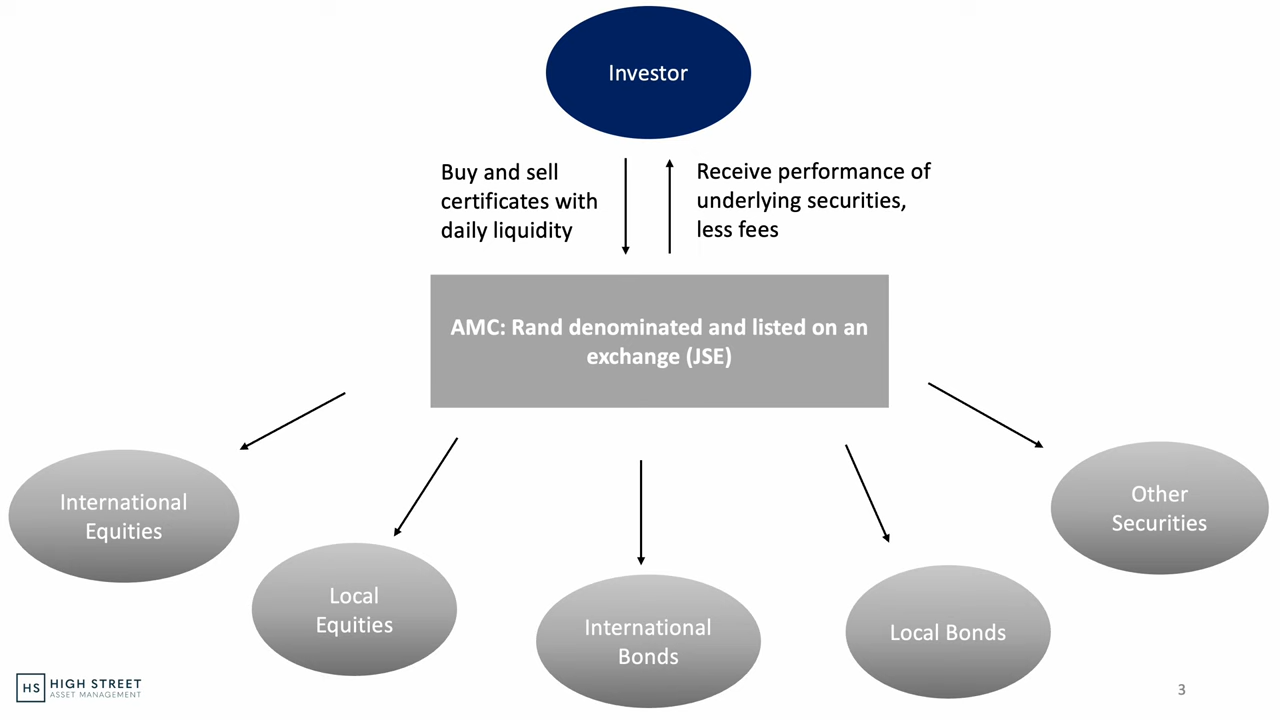 Investor
Buy and sell
certificates with
daily liquidity
Receive performance of
underlying securities,
less fees
AMC: Rand denominated and listed on an
exchange (JSE)
International
Equities
Local
Equities
International
Bonds
Local Bonds
Other
Securities
HS
HIGH STREET
ASSET MANAGEMENT
3